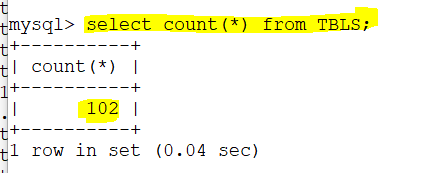 mysql> select count(*) from TBLS;
+----------+
| count(*) |
+----------+
|      102 |
+----------+
1 row in set (0.04 sec)